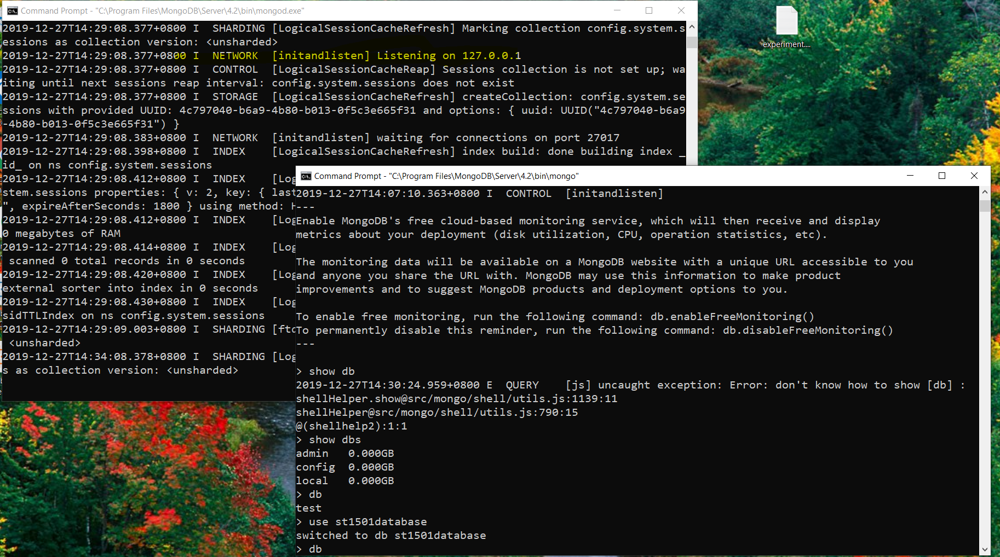 Command Prompt - "C:\Program Files\MongoDB\Server\4.2\bin\mongod.exe"
2019-12-27T14:29:08.377+0800 I  SHARDING [LogicalSessionCacheRefresh] Marking collection config.system.s
essions as collection version: <unsharded>
2019-12-27T14:29:08.377+0800 I  NETWORK  [initandlisten] Listening on 127.0.0.1
2019-12-27T14:29:08.377+0800 I  CONTROL  [LogicalSessionCacheReap] Sessions collection is not set up; wa
iting until next sessions reap interval: config.system.sessions does not exist
2019-12-27T14:29:08.377+0800 I  STORAGE  [LogicalSessionCacheRefresh] createCollection: config.system.se
ssions with provided UUID: 4c797040-b6a9-4b80-b013-0f5c3e665f31 and options: { uuid: UUID("4c797040-b6a9
-4b80-b013-0f5c3e665f31") }
2019-12-27T14:29:08.383+0800 I  NETWORK  [initandlisten] waiting for connections on port 27017
2019-12-27T14:29:08.398+0800 I  INDEX    [LogicalSessionCacheRefresh] index build: done building index _
id_ on ns config.system.sessions
2019-12-27T14:29:08.412+0800 I  INDEX    [Log
stem.sessions properties: { v: 2, key: { last
", expireAfterSeconds: 1800 } using method: H
2019-12-27T14:29:08.412+0800 I  INDEX    [Log
0 megabytes of RAM
2019-12-27T14:29:08.414+0800 I  INDEX    [Log
 scanned 0 total records in 0 seconds
2019-12-27T14:29:08.420+0800 I  INDEX    [Log
external sorter into index in 0 seconds
2019-12-27T14:29:08.430+0800 I  INDEX    [Log
sidTTLIndex on ns config.system.sessions
2019-12-27T14:29:09.003+0800 I  SHARDING [ftd
 <unsharded>
2019-12-27T14:34:08.378+0800 I  SHARDING [Log
s as collection version: <unsharded>
experiment....
Command Prompt - "C:\Program Files\MongoDB\Server\4.2\bin\mongo"
2019-12-27T14:07:10.363+0800 I  CONTROL  [initandlisten]
---
Enable MongoDB's free cloud-based monitoring service, which will then receive and display
metrics about your deployment (disk utilization, CPU, operation statistics, etc).
The monitoring data will be available on a MongoDB website with a unique URL accessible to you
and anyone you share the URL with. MongoDB may use this information to make product
improvements and to suggest MongoDB products and deployment options to you.
To enable free monitoring, run the following command: db.enableFreeMonitoring()
To permanently disable this reminder, run the following command: db.disableFreeMonitoring()
---
> show db
2019-12-27T14:30:24.959+0800 E  QUERY    [js] uncaught exception: Error: don't know how to show [db] :
shellHelper.show@src/mongo/shell/utils.js:1139:11
shellHelper@src/mongo/shell/utils.js:790:15
@(shellhelp2):1:1
> show dbs
admin   0.000GB
config  0.000GB
local   0.000GB
> db
test
> use st1501database
switched to db st1501database
> db